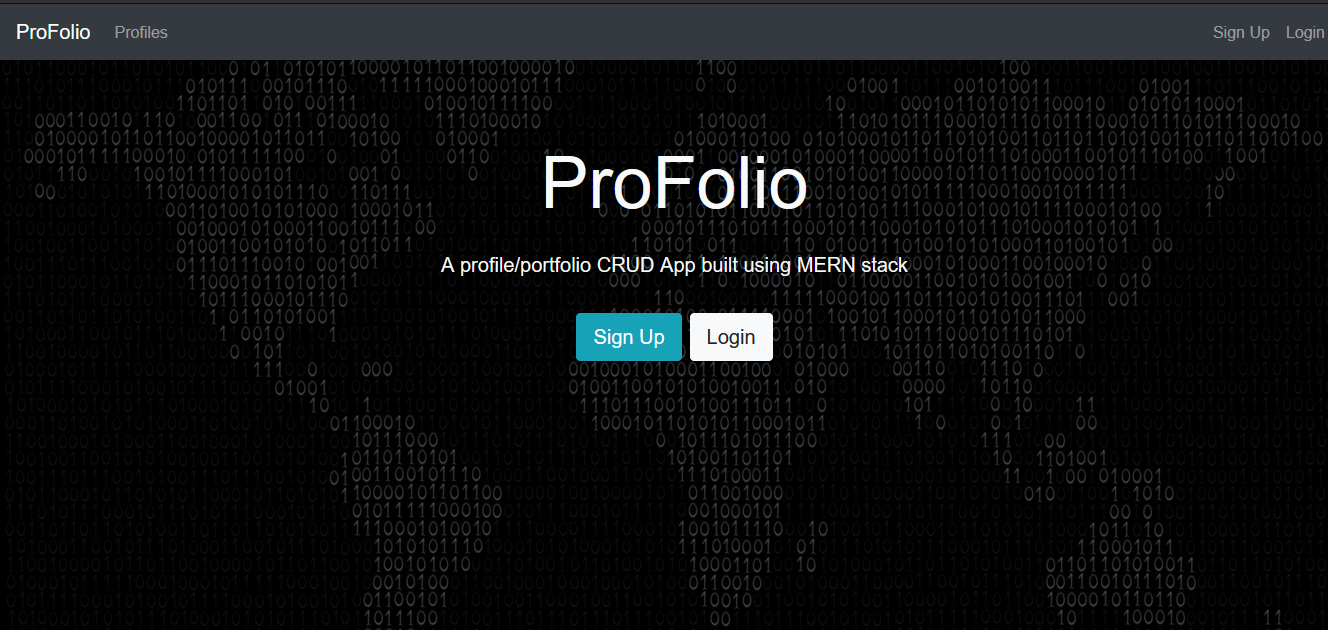 ProFolio Profiles Sign Up Login
ProFolio
A profile/portfolio CRUD App built using MERN stack
Sign Up Login